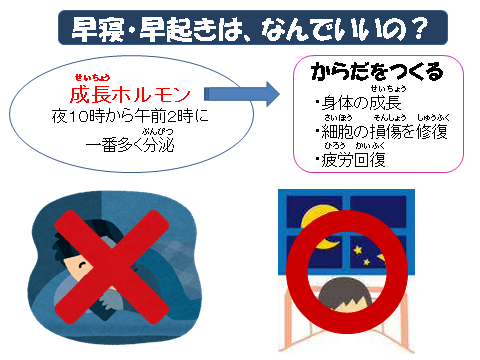 早寝・早起きは、なんでいいの？
せいちょう
成長ホルモン
夜10時から午前2時に
ぶんぴつ
一番多く分泌
からだをつくる
せいちょう
・身体の成長
さいぼう そんしょう しゅうふく
・細胞の損傷を修復
ひろう かいふく
・疲労回復